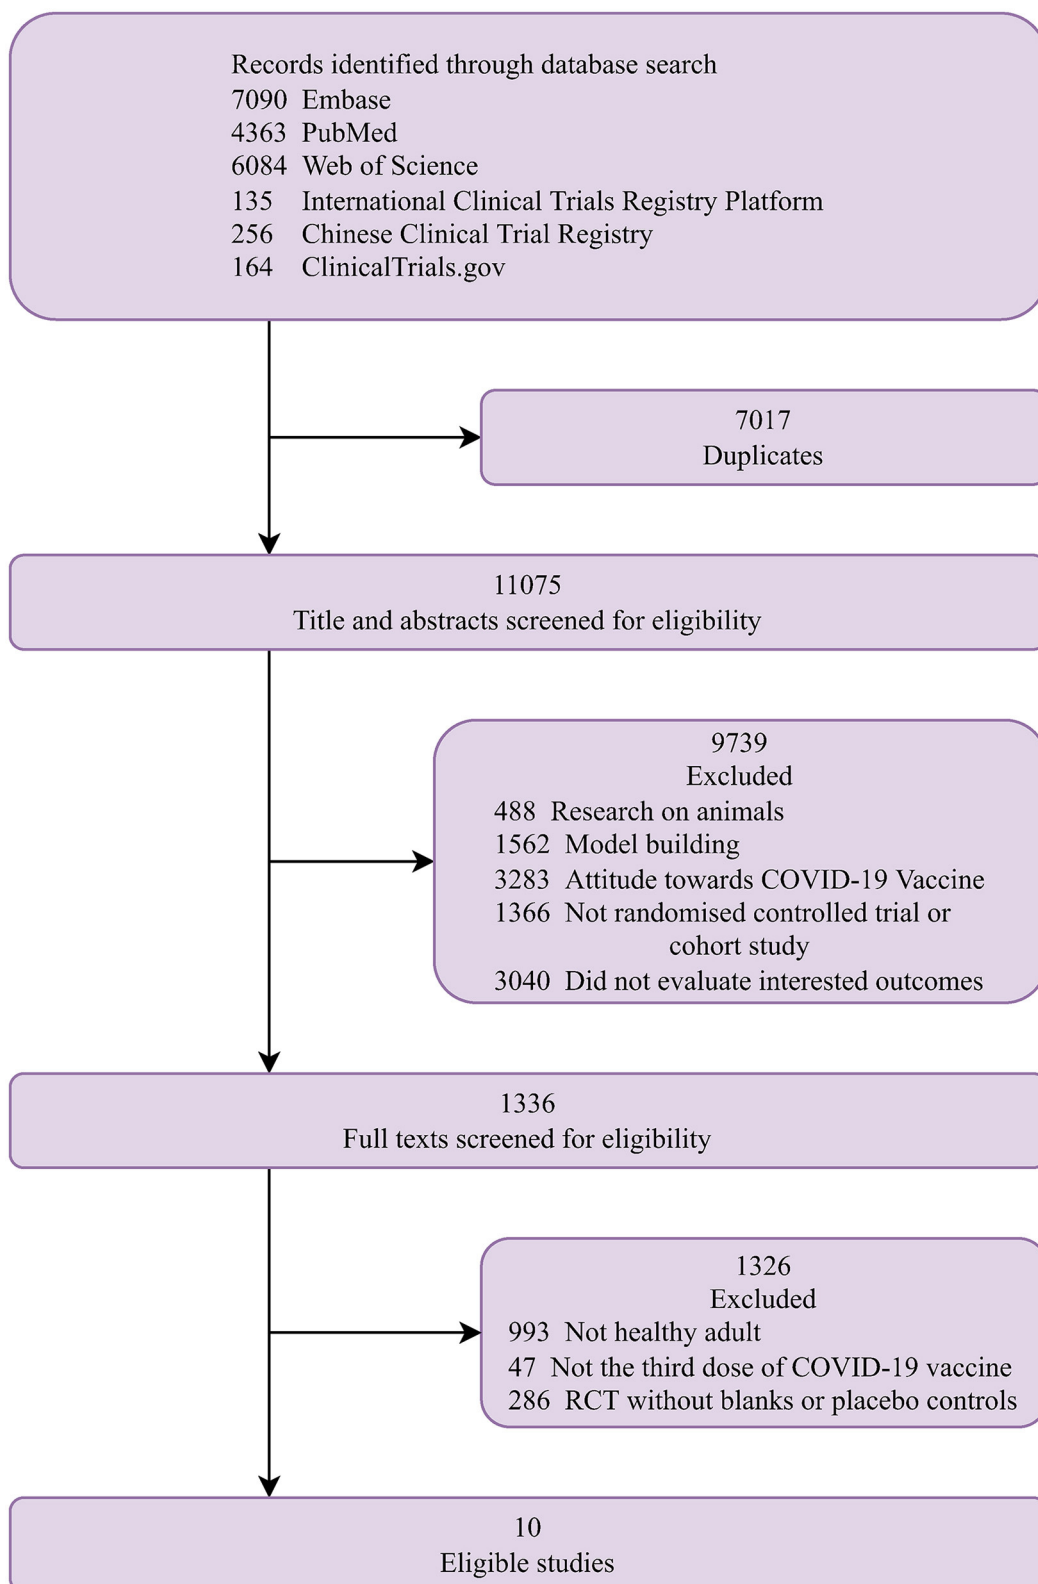 Records identified through database search
7090 Embase
4363 PubMed
6084 Web of Science
135 International Clinical Trials Registry Platform
256 Chinese Clinical Trial Registry
164 ClinicalTrials.gov
7017
Duplicates
11075
Title and abstracts screened for eligibility
9739
Excluded
488 Research on animals
1562 Model building
3283 Attitude towards COVID-19 Vaccine
1366 Not randomised controlled trial or
cohort study
3040 Did not evaluate interested outcomes
1336
Full texts screened for eligibility
1326
Excluded
993 Not healthy adult
47 Not the third dose of COVID-19 vaccine
286 RCT without blanks or placebo controls
10
Eligible studies